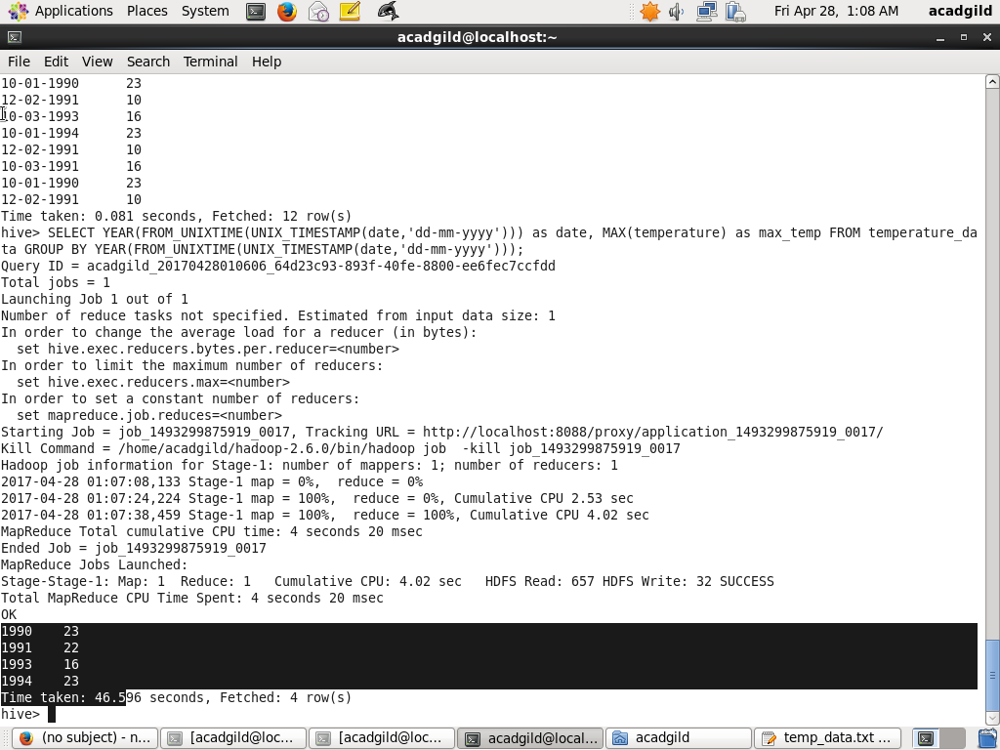 Applications Places System Fri Apr 28, 1:08 AM acadgild
acadgild@localhost:~
File Edit View Search Terminal Help
10-01-1990 23
12-02-1991 10
10-03-1993 16
10-01-1994 23
12-02-1991 10
10-03-1991 16
10-01-1990 23
12-02-1991 10
Time taken: 0.081 seconds, Fetched: 12 row(s)
hive> SELECT YEAR(FROM_UNIXTIME(UNIX_TIMESTAMP(date,'dd-mm-yyyy'))) as date, MAX(temperature) as max_temp FROM temperature_da
ta GROUP BY YEAR(FROM_UNIXTIME(UNIX_TIMESTAMP(date,'dd-mm-yyyy')));
Query ID = acadgild_20170428010606_64d23c93-893f-40fe-8800-ee6fec7ccfdd
Total jobs = 1
Launching Job 1 out of 1
Number of reduce tasks not specified. Estimated from input data size: 1
In order to change the average load for a reducer (in bytes):
  set hive.exec.reducers.bytes.per.reducer=<number>
In order to limit the maximum number of reducers:
  set hive.exec.reducers.max=<number>
In order to set a constant number of reducers:
  set mapreduce.job.reduces=<number>
Starting Job = job_1493299875919_0017, Tracking URL = http://localhost:8088/proxy/application_1493299875919_0017/
Kill Command = /home/acadgild/hadoop-2.6.0/bin/hadoop job  -kill job_1493299875919_0017
Hadoop job information for Stage-1: number of mappers: 1; number of reducers: 1
2017-04-28 01:07:08,133 Stage-1 map = 0%,  reduce = 0%
2017-04-28 01:07:24,224 Stage-1 map = 100%,  reduce = 0%, Cumulative CPU 2.53 sec
2017-04-28 01:07:38,459 Stage-1 map = 100%,  reduce = 100%, Cumulative CPU 4.02 sec
MapReduce Total cumulative CPU time: 4 seconds 20 msec
Ended Job = job_1493299875919_0017
MapReduce Jobs Launched:
Stage-Stage-1: Map: 1  Reduce: 1   Cumulative CPU: 4.02 sec   HDFS Read: 657 HDFS Write: 32 SUCCESS
Total MapReduce CPU Time Spent: 4 seconds 20 msec
OK
1990 23
1991 22
1993 16
1994 23
Time taken: 46.596 seconds, Fetched: 4 row(s)
hive>
(no subject) - n... [acadgild@loc... [acadgild@loc... acadgild@local... acadgild temp_data.txt ...